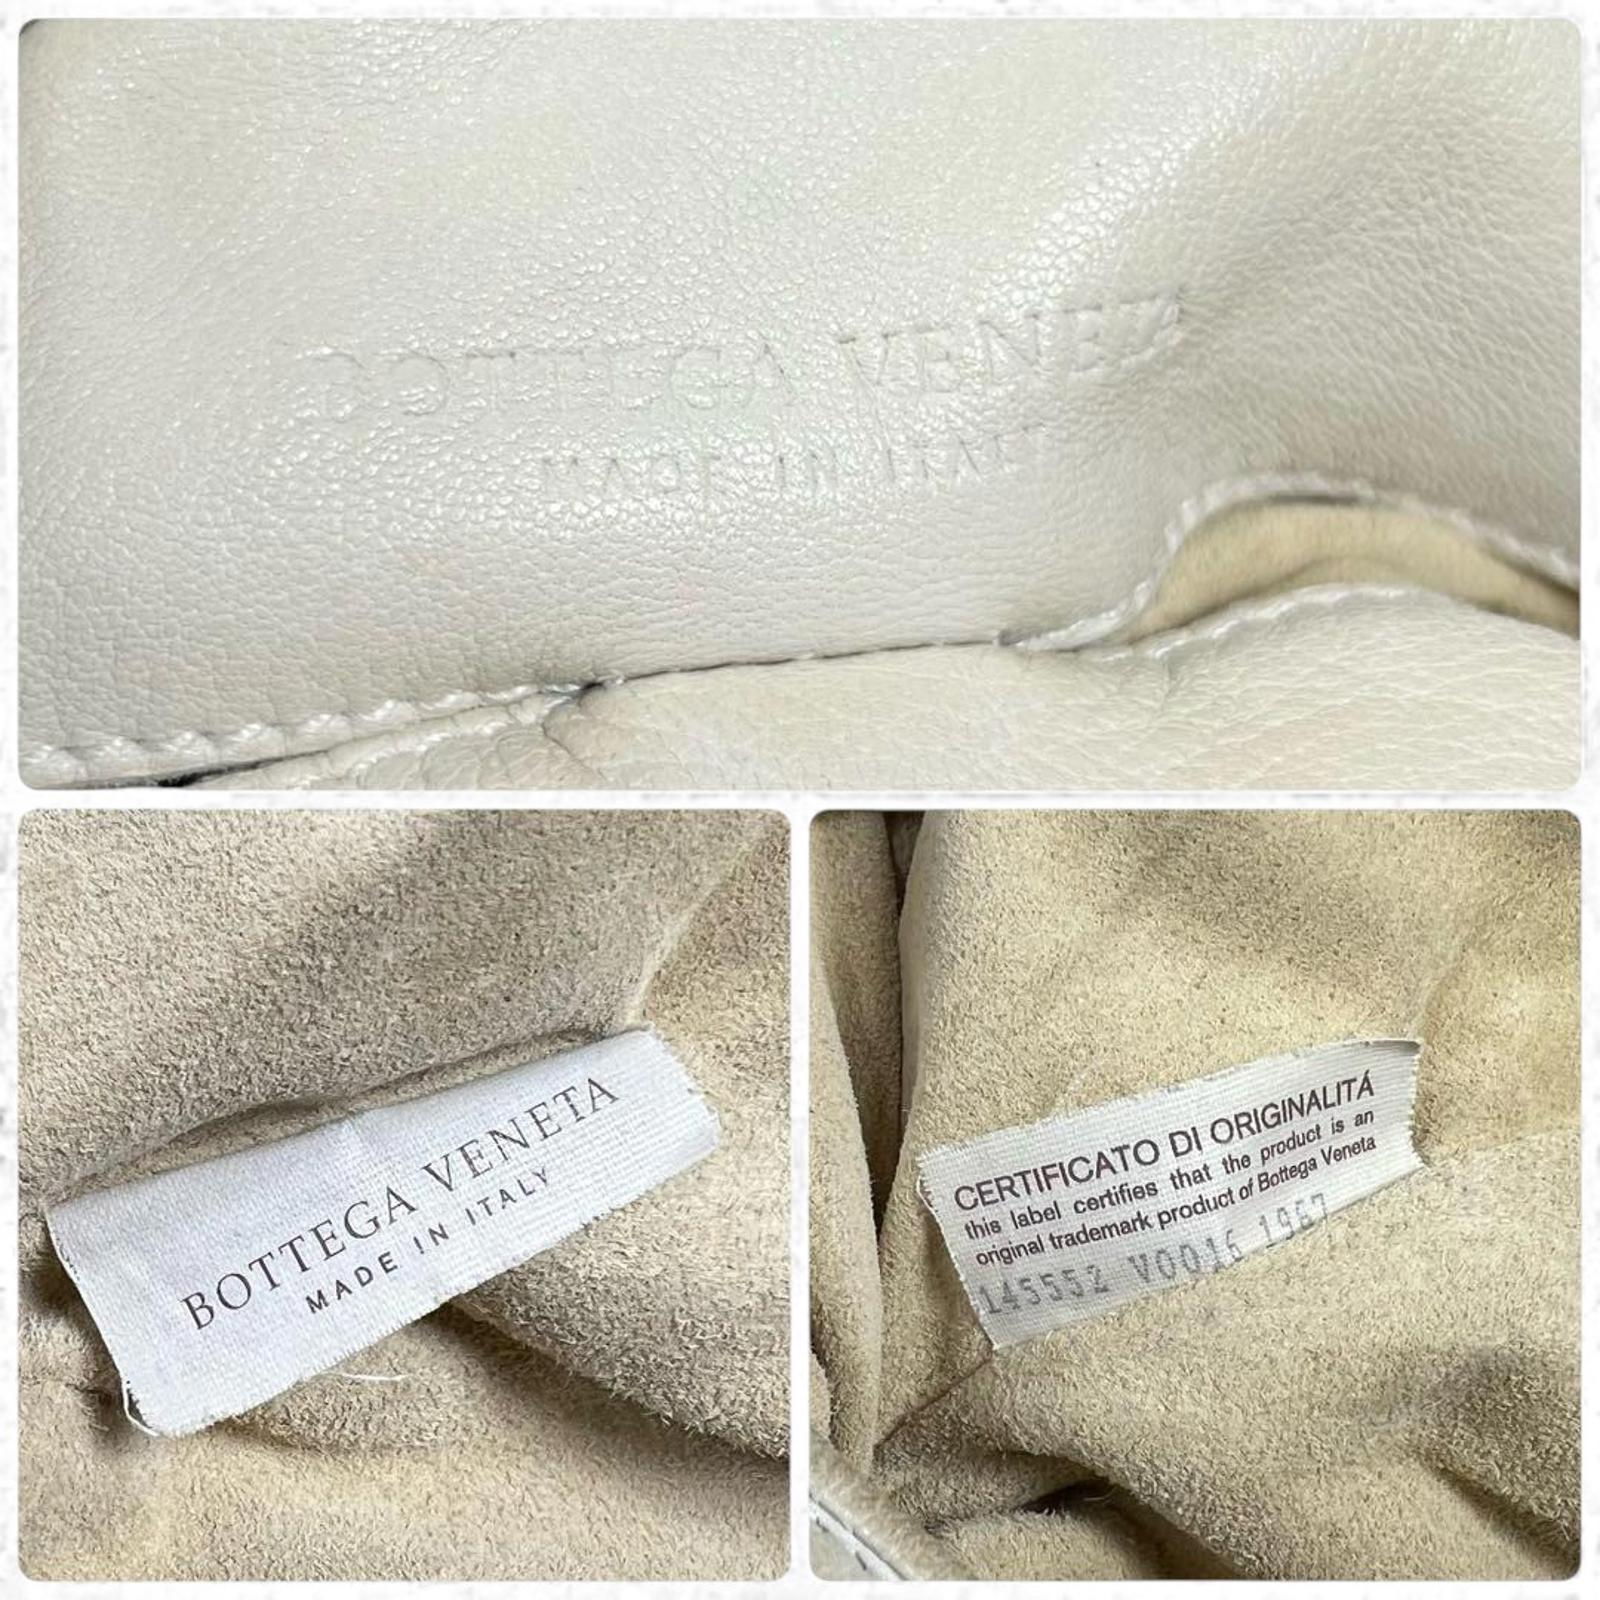 BOTTEGA VENEZ
MADE IN ITALY
BOTTEGA VENETA
MADE IN ITALY
CERTIFICATO DI ORIGINALITÁ
this label certifies that the product is an
original trademark product of Bottega Veneta
145552 V0016 1967